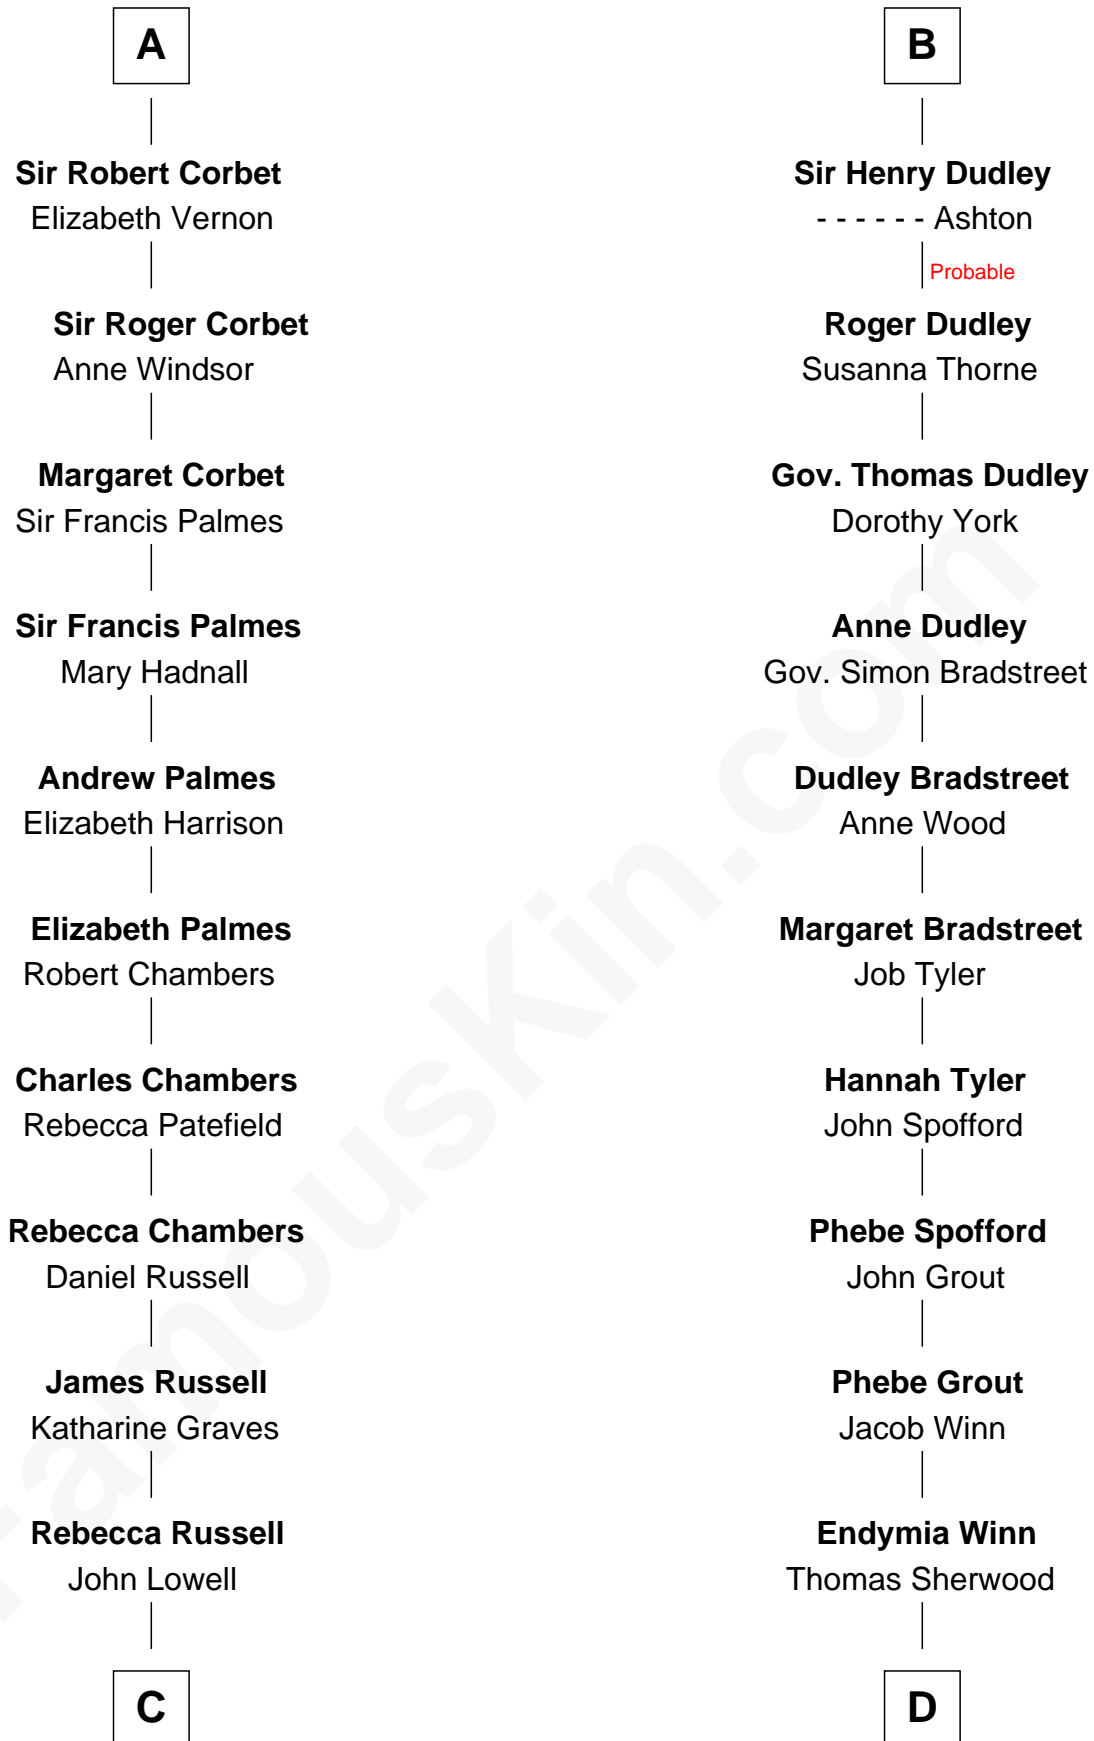 A
Sir Robert Corbet
Elizabeth Vernon
Sir Roger Corbet
Anne Windsor
Margaret Corbet
Sir Francis Palmes
Sir Francis Palmes
Mary Hadnall
Andrew Palmes
Elizabeth Harrison
Elizabeth Palmes
Robert Chambers
Charles Chambers
Rebecca Patefield
Rebecca Chambers
Daniel Russell
James Russell
Katharine Graves
Rebecca Russell
John Lowell
C
B
Sir Henry Dudley
- - - - - - Ashton
Probable
Roger Dudley
Susanna Thorne
Gov. Thomas Dudley
Dorothy York
Anne Dudley
Gov. Simon Bradstreet
Dudley Bradstreet
Anne Wood
Margaret Bradstreet
Job Tyler
Hannah Tyler
John Spofford
Phebe Spofford
John Grout
Phebe Grout
Jacob Winn
Endymia Winn
Thomas Sherwood
D
FamousKin.com